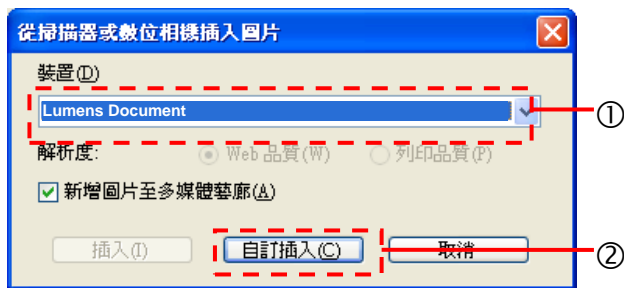 從掃描器或數位相機插入圖片
裝置(D)
Lumens Document
①
解析度: Web 品質(W) 列印品質(P)
新增圖片至多媒體藝廊(A)
插入(I) 自訂插入(C) 取消
②